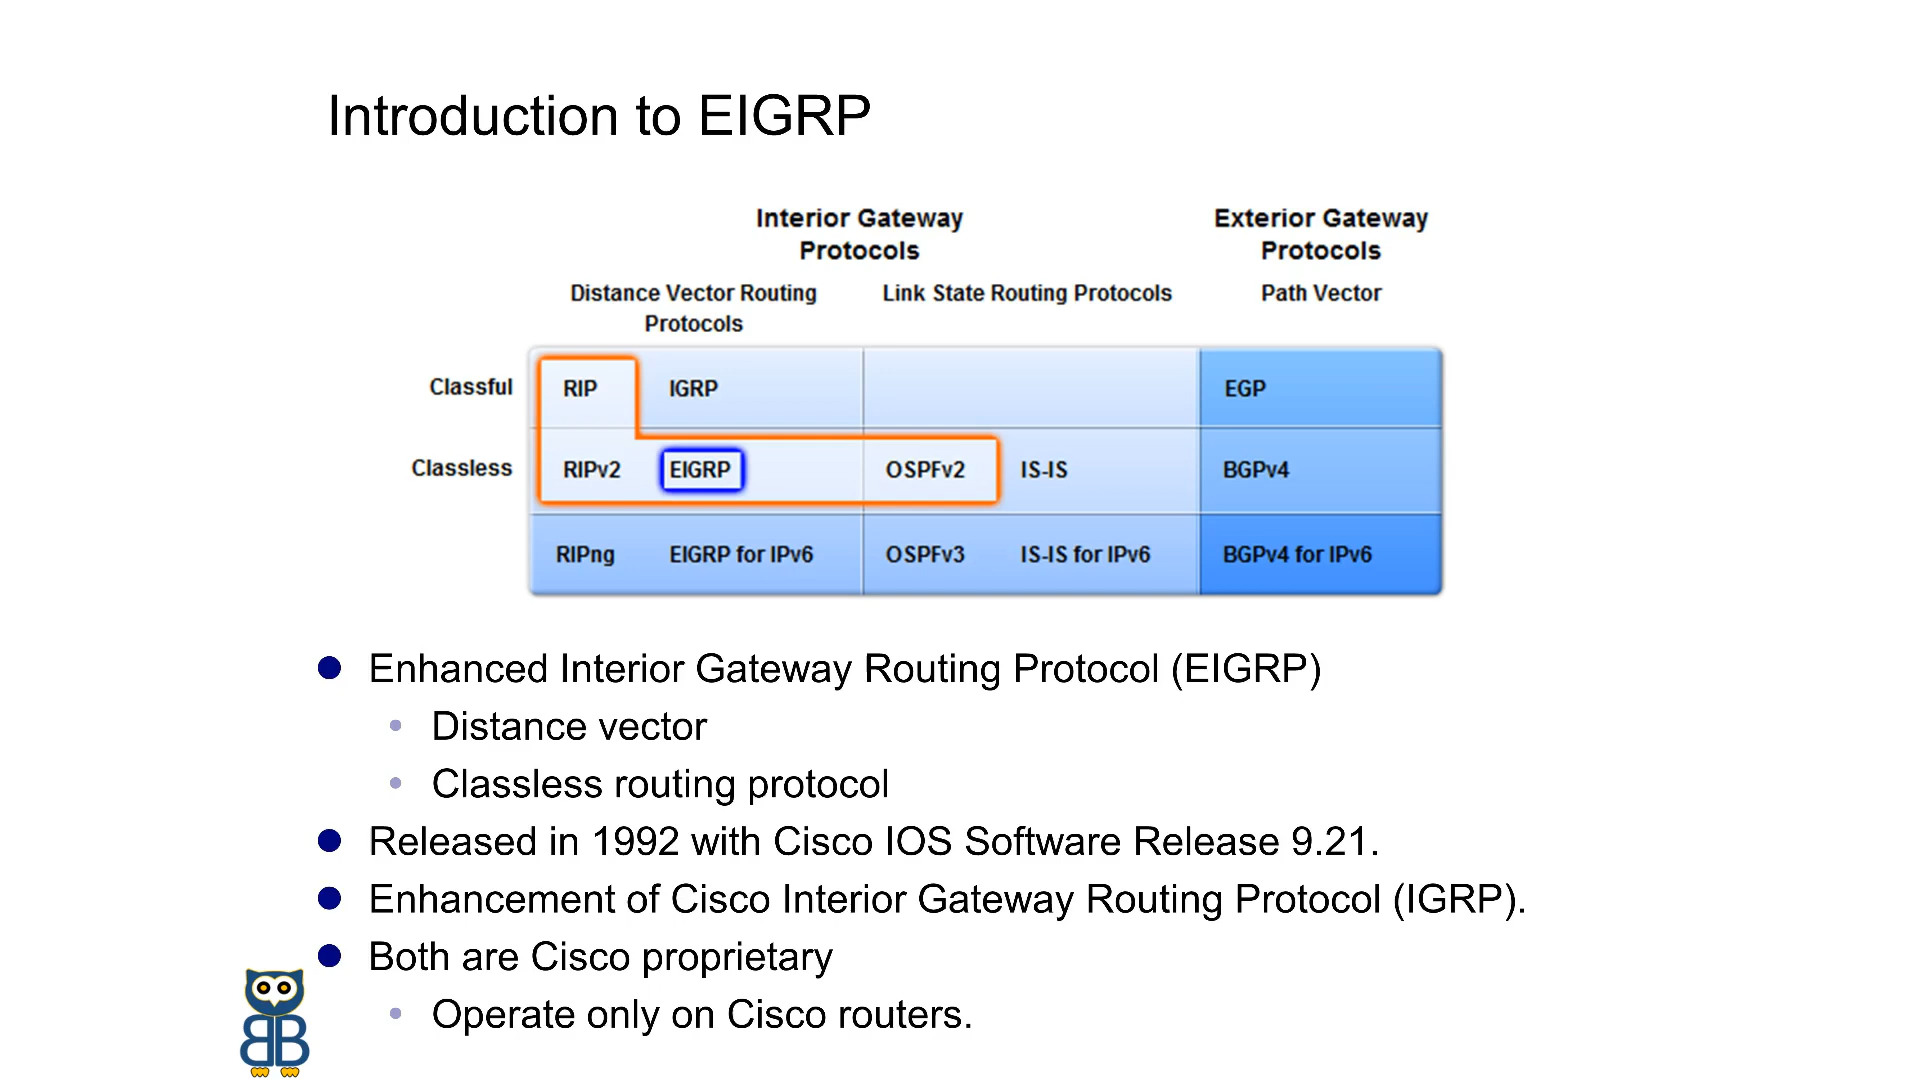 Introduction to EIGRP
Interior Gateway
Protocols
Exterior Gateway
Protocols
Distance Vector Routing
Protocols
Link State Routing Protocols
Path Vector
Classful
RIP
IGRP
EGP
Classless
RIPv2
EIGRP
OSPFv2
IS-IS
BGPv4
RIPng
EIGRP for IPv6
OSPFv3
IS-IS for IPv6
BGPv4 for IPv6
Enhanced Interior Gateway Routing Protocol (EIGRP)
Distance vector
Classless routing protocol
Released in 1992 with Cisco IOS Software Release 9.21.
Enhancement of Cisco Interior Gateway Routing Protocol (IGRP).
Both are Cisco proprietary
Operate only on Cisco routers.
BB